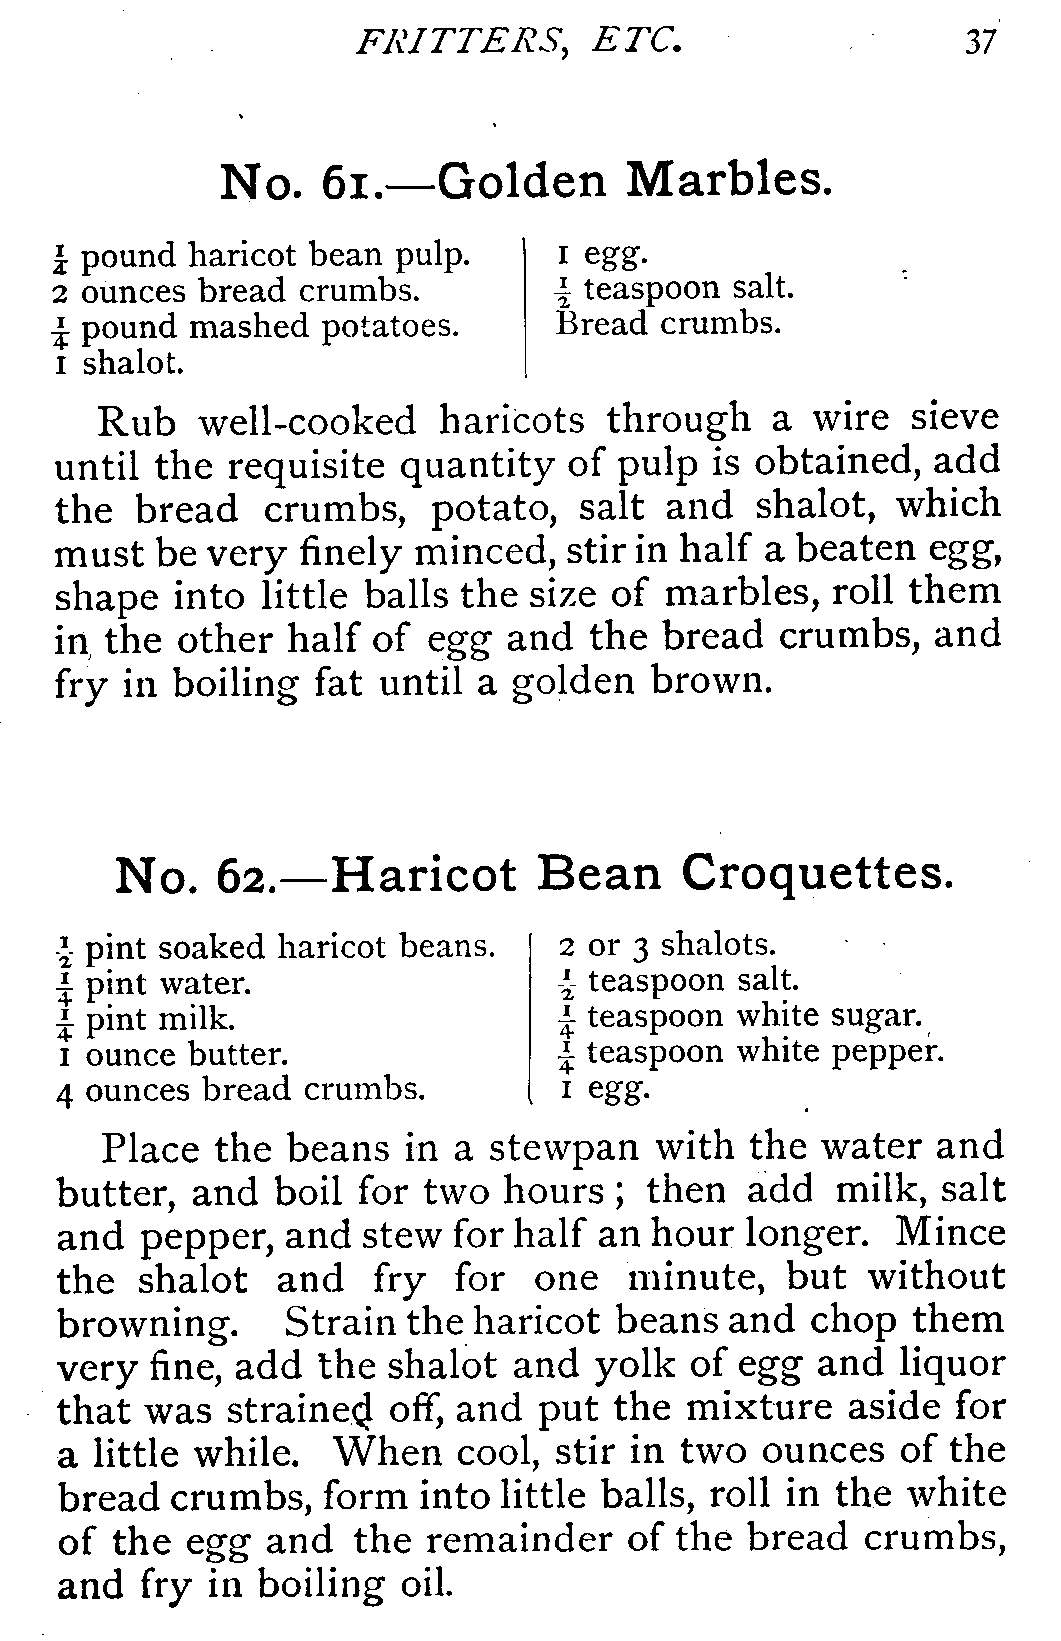 FRITTERS, ETC. 37
No. 61.—Golden Marbles.
¼ pound haricot bean pulp.
2 ounces bread crumbs.
¼ pound mashed potatoes.
1 shalot.
1 egg.
½ teaspoon salt.
Bread crumbs.
Rub well-cooked haricots through a wire sieve
until the requisite quantity of pulp is obtained, add
the bread crumbs, potato, salt and shalot, which
must be very finely minced, stir in half a beaten egg,
shape into little balls the size of marbles, roll them
in the other half of egg and the bread crumbs, and
fry in boiling fat until a golden brown.
No. 62.—Haricot Bean Croquettes.
½ pint soaked haricot beans.
¼ pint water.
¼ pint milk.
1 ounce butter.
4 ounces bread crumbs.
2 or 3 shalots.
½ teaspoon salt.
¼ teaspoon white sugar.
¼ teaspoon white pepper.
1 egg.
Place the beans in a stewpan with the water and
butter, and boil for two hours; then add milk, salt
and pepper, and stew for half an hour longer. Mince
the shalot and fry for one minute, but without
browning. Strain the haricot beans and chop them
very fine, add the shalot and yolk of egg and liquor
that was strained off, and put the mixture aside for
a little while. When cool, stir in two ounces of the
bread crumbs, form into little balls, roll in the white
of the egg and the remainder of the bread crumbs,
and fry in boiling oil.